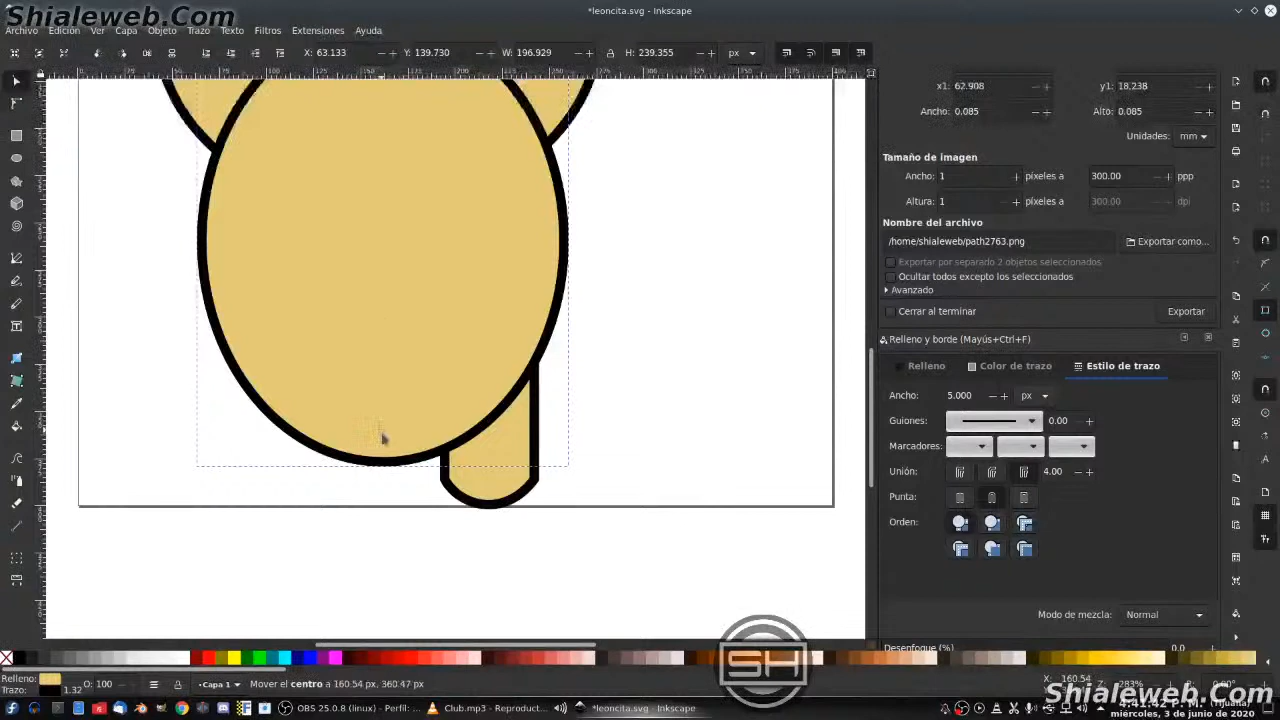 Shialeweb.Com
*leoncita.svg - Inkscape
Archivo Edición Ver Capa Objeto Trazo Texto Filtros Extensiones Ayuda
X: 63.133 Y: 139.730 W: 196.929 H: 239.355 px
x1: 62.908 y1: 18.238
Ancho: 0.085 Alto: 0.085
Unidades: mm
Tamaño de imagen
Ancho: 1 píxeles a 300.00 ppp
Altura: 1 píxeles a 300.00 dpi
Nombre del archivo
/home/shialeweb/path2763.png Exportar como...
Exportar por separado 2 objetos seleccionados
Ocultar todos excepto los seleccionados
Avanzado
Cerrar al terminar Exportar
Relleno y borde (Mayús+Ctrl+F)
Relleno Color de trazo Estilo de trazo
Ancho: 5.000 px
Guiones: 0.00
Marcadores:
Unión: 4.00
Punta:
Orden:
Modo de mezcla: Normal
Desenfoque (%) 0.0
SH
Relleno:
Trazo: 1.32 O: 100 Capa 1 Mover el centro a 160.54 px, 360.47 px
X: 160.54
Shialeweb.Com
OBS 25.0.8 (linux) - Perfil: ... Club.mp3 - Reproduct... *leoncita.svg - Inkscape
miércoles, 3 de junio de 2020